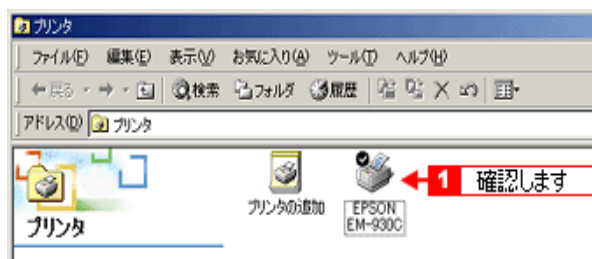 プリンタ
ファイル(F) 編集(E) 表示(V) お気に入り(A) ツール(T) ヘルプ(H)
戻る 検索 フォルダ 履歴
アドレス(D) プリンタ
プリンタ
プリンタの追加
EPSON
EM-930C
1 確認します